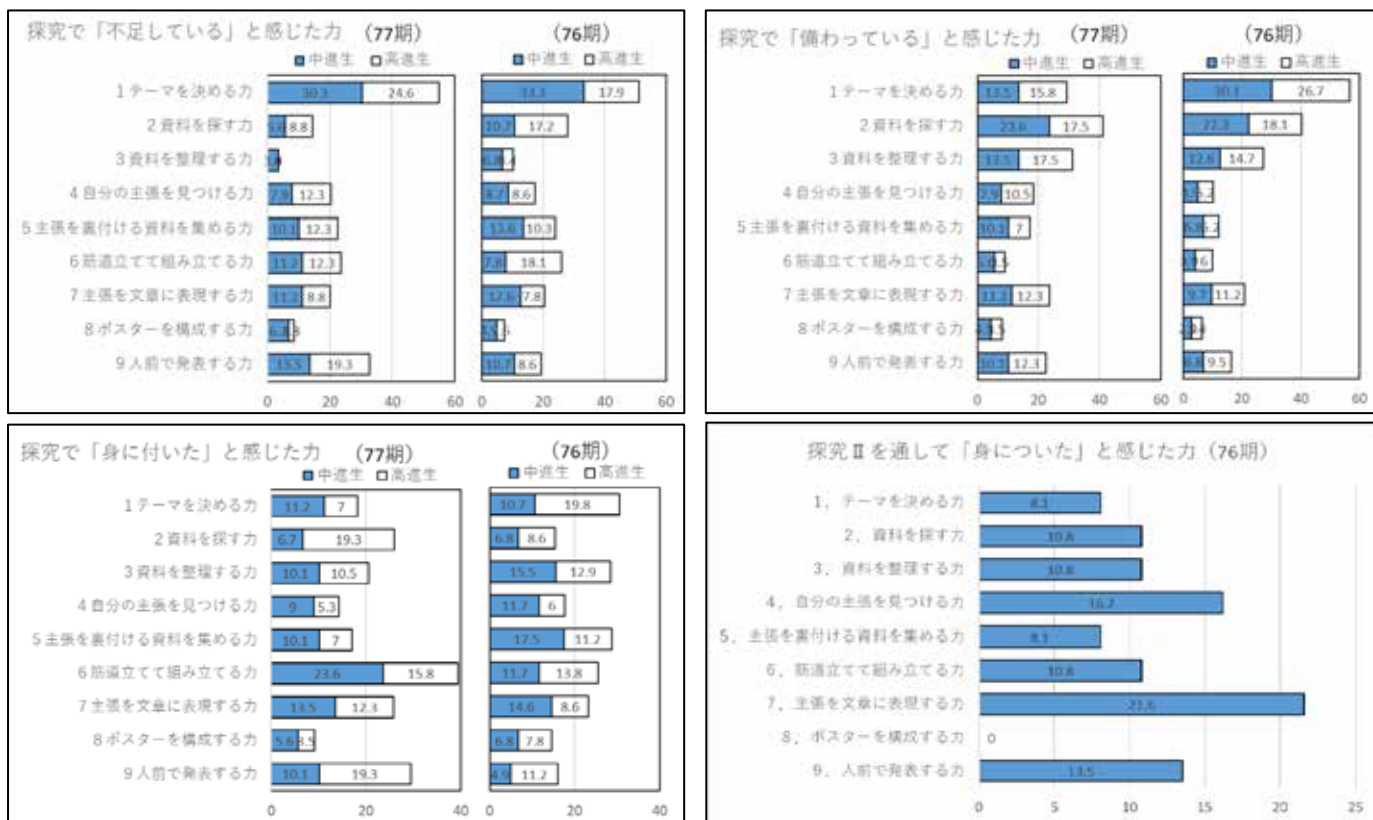 探究で「不足している」と感じた力 (77期) (76期)
■中進生 □高進生 ■中進生 □高進生
1テーマを決める力 30.3 24.6 33.3 17.9
2資料を探す力 5.6 8.8 10.7 17.2
3資料を整理する力 6.8
4自分の主張を見つける力 7.9 12.3 8.7 8.6
5主張を裏付ける資料を集める力 10.1 12.3 13.6 10.3
6筋道立てて組み立てる力 11.2 12.3 7.8 18.1
7主張を文章に表現する力 11.2 8.8 12.6 7.8
8ポスターを構成する力
9人前で発表する力 13.5 19.3 10.7 8.6
0 20 40 60 0 20 40 60
探究で「備わっている」と感じた力 (77期) (76期)
■中進生 □高進生 ■中進生 □高進生
1テーマを決める力 13.5 15.8 30.1 26.7
2資料を探す力 23.6 17.5 22.3 18.1
3資料を整理する力 13.5 17.5 12.6 14.7
4自分の主張を見つける力 10.5
5主張を裏付ける資料を集める力 10.1 7
6筋道立てて組み立てる力
7主張を文章に表現する力 11.2 12.3 9.7 11.2
8ポスターを構成する力
9人前で発表する力 10.1 12.3 6.8 9.5
0 20 40 60 0 20 40 60
探究で「身に付いた」と感じた力 (77期) (76期)
■中進生 □高進生 ■中進生 □高進生
1テーマを決める力 11.2 7 10.7 19.8
2資料を探す力 6.7 19.3 6.8 8.6
3資料を整理する力 10.1 10.5 15.5 12.9
4自分の主張を見つける力 9 5.3 11.7 6
5主張を裏付ける資料を集める力 10.1 7 17.5 11.2
6筋道立てて組み立てる力 23.6 15.8 11.7 13.8
7主張を文章に表現する力 13.5 12.3 14.6 8.6
8ポスターを構成する力 5.6 3.5 6.8 7.8
9人前で発表する力 10.1 19.3 4.9 11.2
0 20 40 0 20 40
探究Ⅱを通して「身についた」と感じた力 (76期)
1, テーマを決める力 8.1
2, 資料を探す力 10.8
3, 資料を整理する力 10.8
4, 自分の主張を見つける力 16.2
5, 主張を裏付ける資料を集める力 8.1
6, 筋道立てて組み立てる力 10.8
7, 主張を文章に表現する力 21.6
8, ポスターを構成する力 0
9, 人前で発表する力 13.5
0 5 10 15 20 25